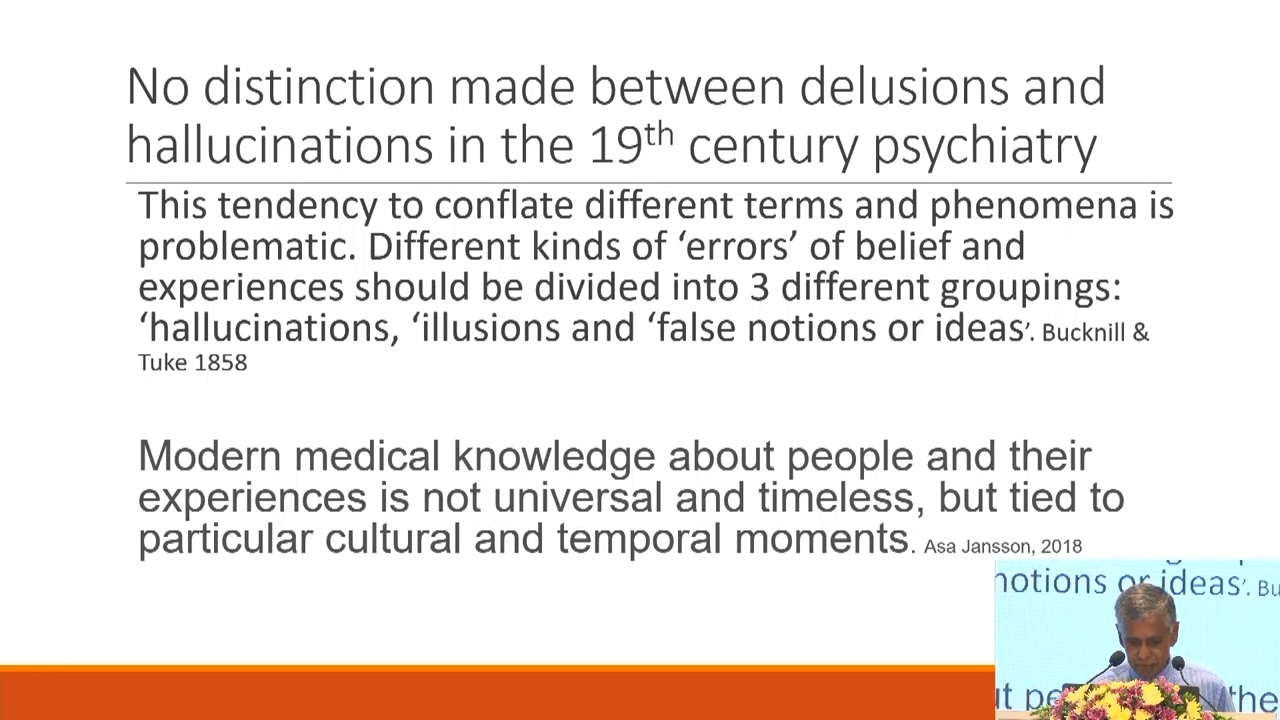 No distinction made between delusions and
hallucinations in the 19th century psychiatry
This tendency to conflate different terms and phenomena is
problematic. Different kinds of ‘errors’ of belief and
experiences should be divided into 3 different groupings:
‘hallucinations, ‘illusions and ‘false notions or ideas’. Bucknill &
Tuke 1858
Modern medical knowledge about people and their
experiences is not universal and timeless, but tied to
particular cultural and temporal moments. Asa Jansson, 2018
notions or ideas’. Bu